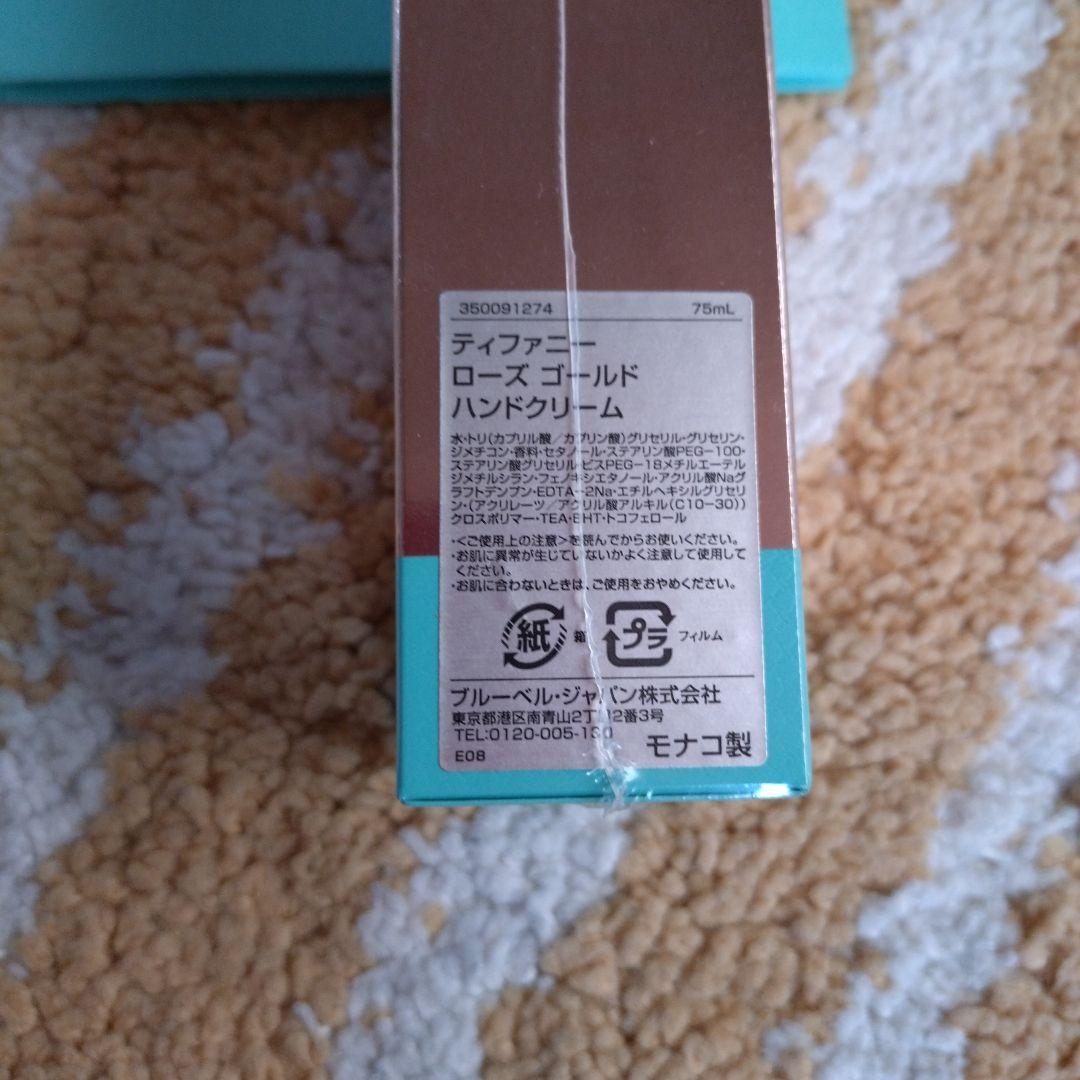 350091274 75mL
ティファニー
ローズ ゴールド
ハンドクリーム
水・トリ(カプリル酸/カプリン酸)グリセリル・グリセリン・
ジメチコン・香料・セタノール・ステアリン酸PEG-100・
ステアリン酸グリセリル・ビスPEG-18メチルエーテル
ジメチルシラン・フェノキシエタノール・アクリル酸Naグ
ラフトデンプン・EDTA-2Na・エチルヘキシルグリセリ
ン・(アクリレーツ/アクリル酸アルキル(C10-30))
クロスポリマー・TEA・BHT・トコフェロール
・<ご使用上の注意>を読んでからお使いください。
・お肌に異常が生じていないかよく注意して使用して
ください。
・お肌に合わないときは、ご使用をおやめください。
紙 箱 プラ フィルム
ブルーベル・ジャパン株式会社
東京都港区南青山2丁目2番3号
TEL:0120-005-130
E08 モナコ製